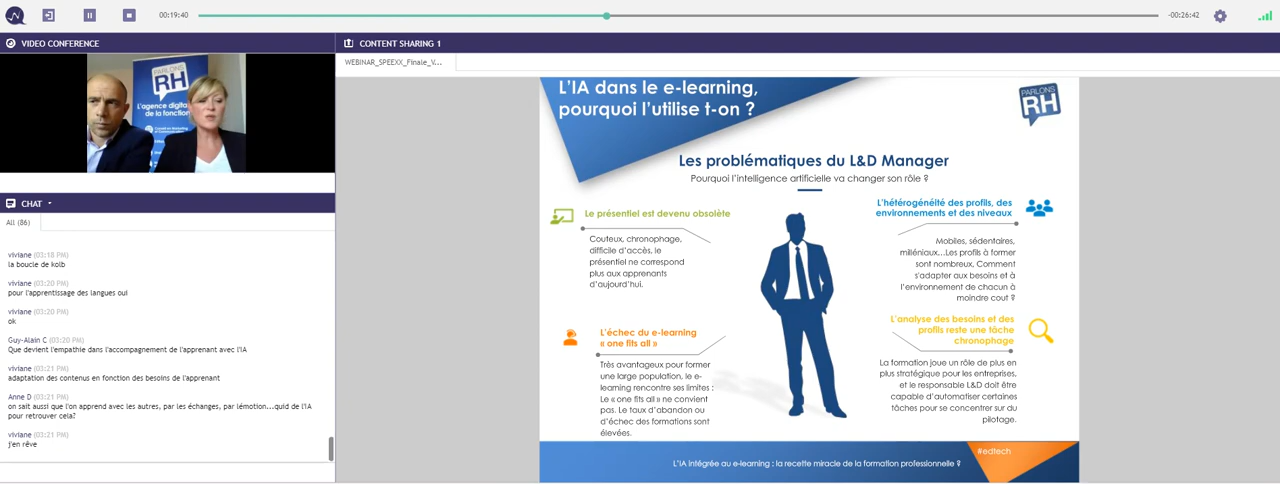 00:19:40
-00:26:42
VIDEO CONFERENCE
PARLONS
RH
L'agence digita
de la fonctio
CHAT
All (86)
viviane (03:18 PM)
la boucle de kolb
viviane (03:20 PM)
pour l'apprentissage des langues oui
viviane (03:20 PM)
ok
Guy-Alain C (03:20 PM)
Que devient l'empathie dans l'accompagnement de l'apprenant avec l'IA
viviane (03:21 PM)
adaptation des contenus en fonction des besoins de l'apprenant
Anne D (03:21 PM)
on sait aussi que l'on apprend avec les autres, par les échanges, par lémotion...quid de l'IA
pour retrouver cela?
viviane (03:21 PM)
j'en rêve
CONTENT SHARING 1
WEBINAR_SPEEXX_Finale_V...
L'IA dans le e-learning,
pourquoi l'utilise t-on ?
PARLONS
RH
Les problématiques du L&D Manager
Pourquoi l'intelligence artificielle va changer son rôle ?
Le présentiel est devenu obsolète
Couteux, chronophage,
difficile d'accès, le
présentiel ne correspond
plus aux apprenants
d'aujourd'hui.
L'hétérogénéité des profils, des
environnements et des niveaux
Mobiles, sédentaires,
milléniaux...Les profils à former
sont nombreux. Comment
s'adapter aux besoins et à
l'environnement de chacun à
moindre cout ?
L'échec du e-learning
« one fits all »
Très avantageux pour former
une large population, le e-
learning rencontre ses limites :
Le « one fits all » ne convient
pas. Le taux d'abandon ou
d'échec des formations sont
élevées.
L'analyse des besoins et des
profils reste une tâche
chronophage
La formation joue un rôle de plus en
plus stratégique pour les entreprises,
et le responsable L&D doit être
capable d'automatiser certaines
tâches pour se concentrer sur du
pilotage.
L'IA intégrée au e-learning : la recette miracle de la formation professionnelle ?
#edtech